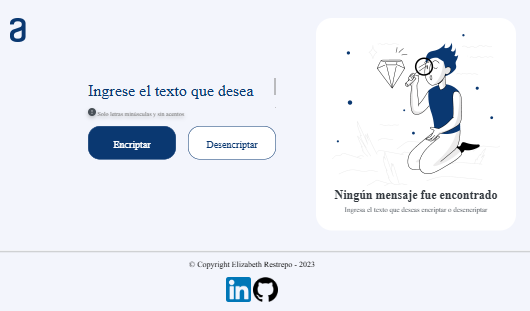 a
Ingrese el texto que desea
Solo letras minúsculas y sin acentos
Encriptar
Desencriptar
Ningún mensaje fue encontrado
Ingresa el texto que deseas encriptar o desencriptar
© Copyright Elizabeth Restrepo - 2023
in